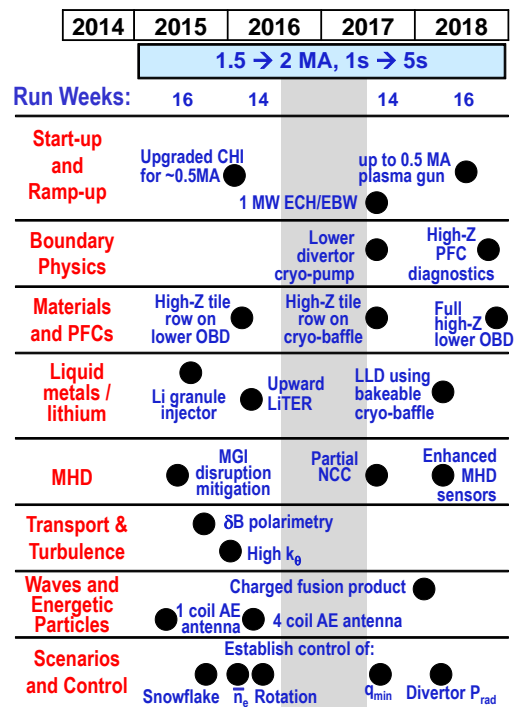 2014 2015 2016 2017 2018
1.5 → 2 MA, 1s → 5s
Run Weeks: 16 14 14 16
Start-up
and
Ramp-up
Upgraded CHI
for ~0.5MA
up to 0.5 MA
plasma gun
1 MW ECH/EBW
Boundary
Physics
Lower
divertor
cryo-pump
High-Z
PFC
diagnostics
Materials
and PFCs
High-Z tile
row on
lower OBD
High-Z tile
row on
cryo-baffle
Full
high-Z
lower OBD
Liquid
metals /
lithium
Li granule
injector
Upward
LiTER
LLD using
bakeable
cryo-baffle
MHD
MGI
disruption
mitigation
Partial
NCC
Enhanced
MHD
sensors
Transport &
Turbulence
δB polarimetry
High kθ
Waves and
Energetic
Particles
Charged fusion product
1 coil AE
antenna
4 coil AE antenna
Scenarios
and Control
Establish control of:
Snowflake
n̅e Rotation
qmin
Divertor Prad